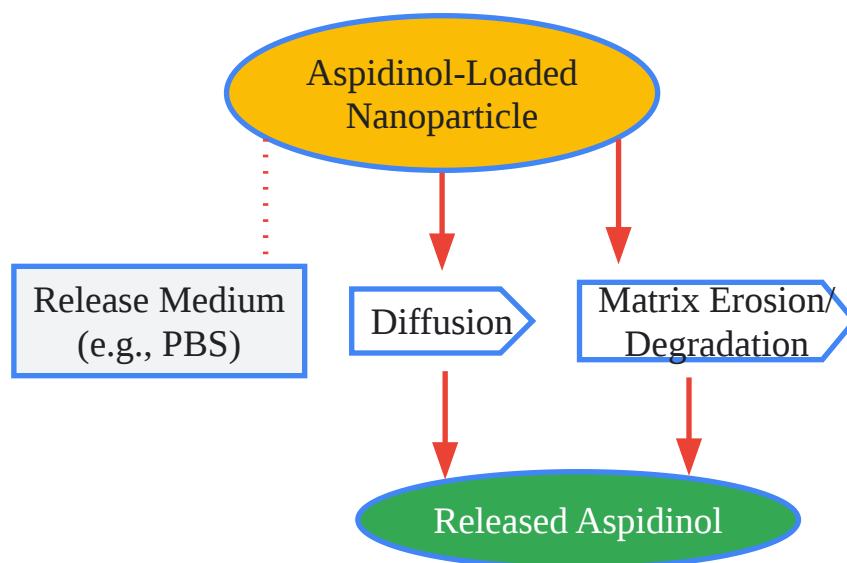 Aspidinol-Loaded
Nanoparticle
Release Medium
(e.g., PBS)
Diffusion
Matrix Erosion/
Degradation
Released Aspidinol